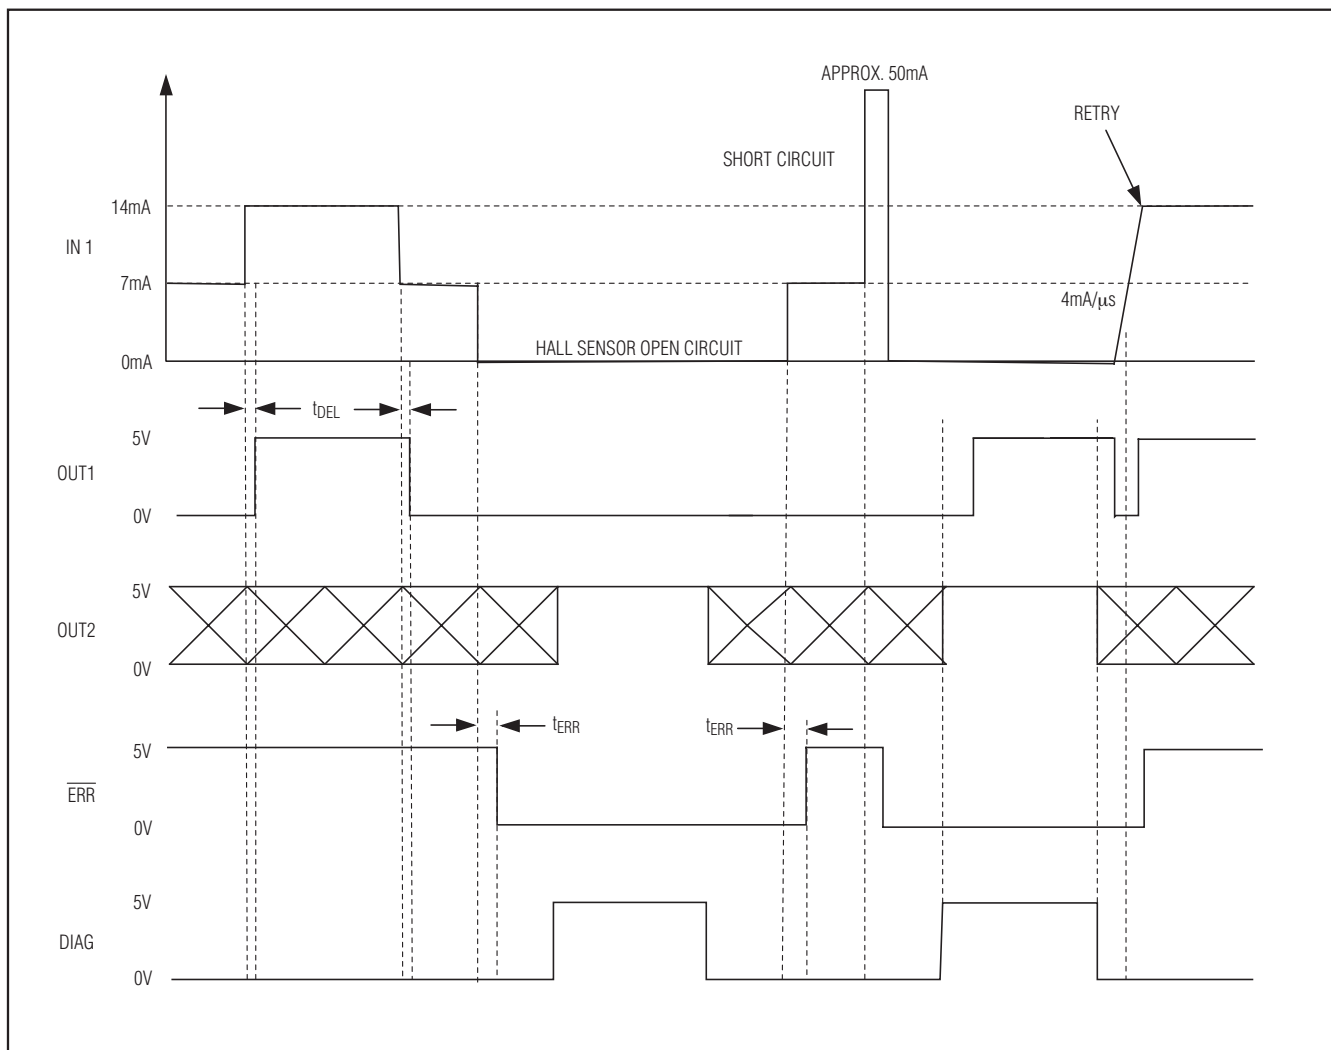 APPROX. 50mA
RETRY
SHORT CIRCUIT
14mA
IN 1
7mA
4mA/μs
HALL SENSOR OPEN CIRCUIT
0mA
tDEL
5V
OUT1
0V
5V
OUT2
0V
tERR
tERR
5V
ERR
0V
5V
DIAG
0V